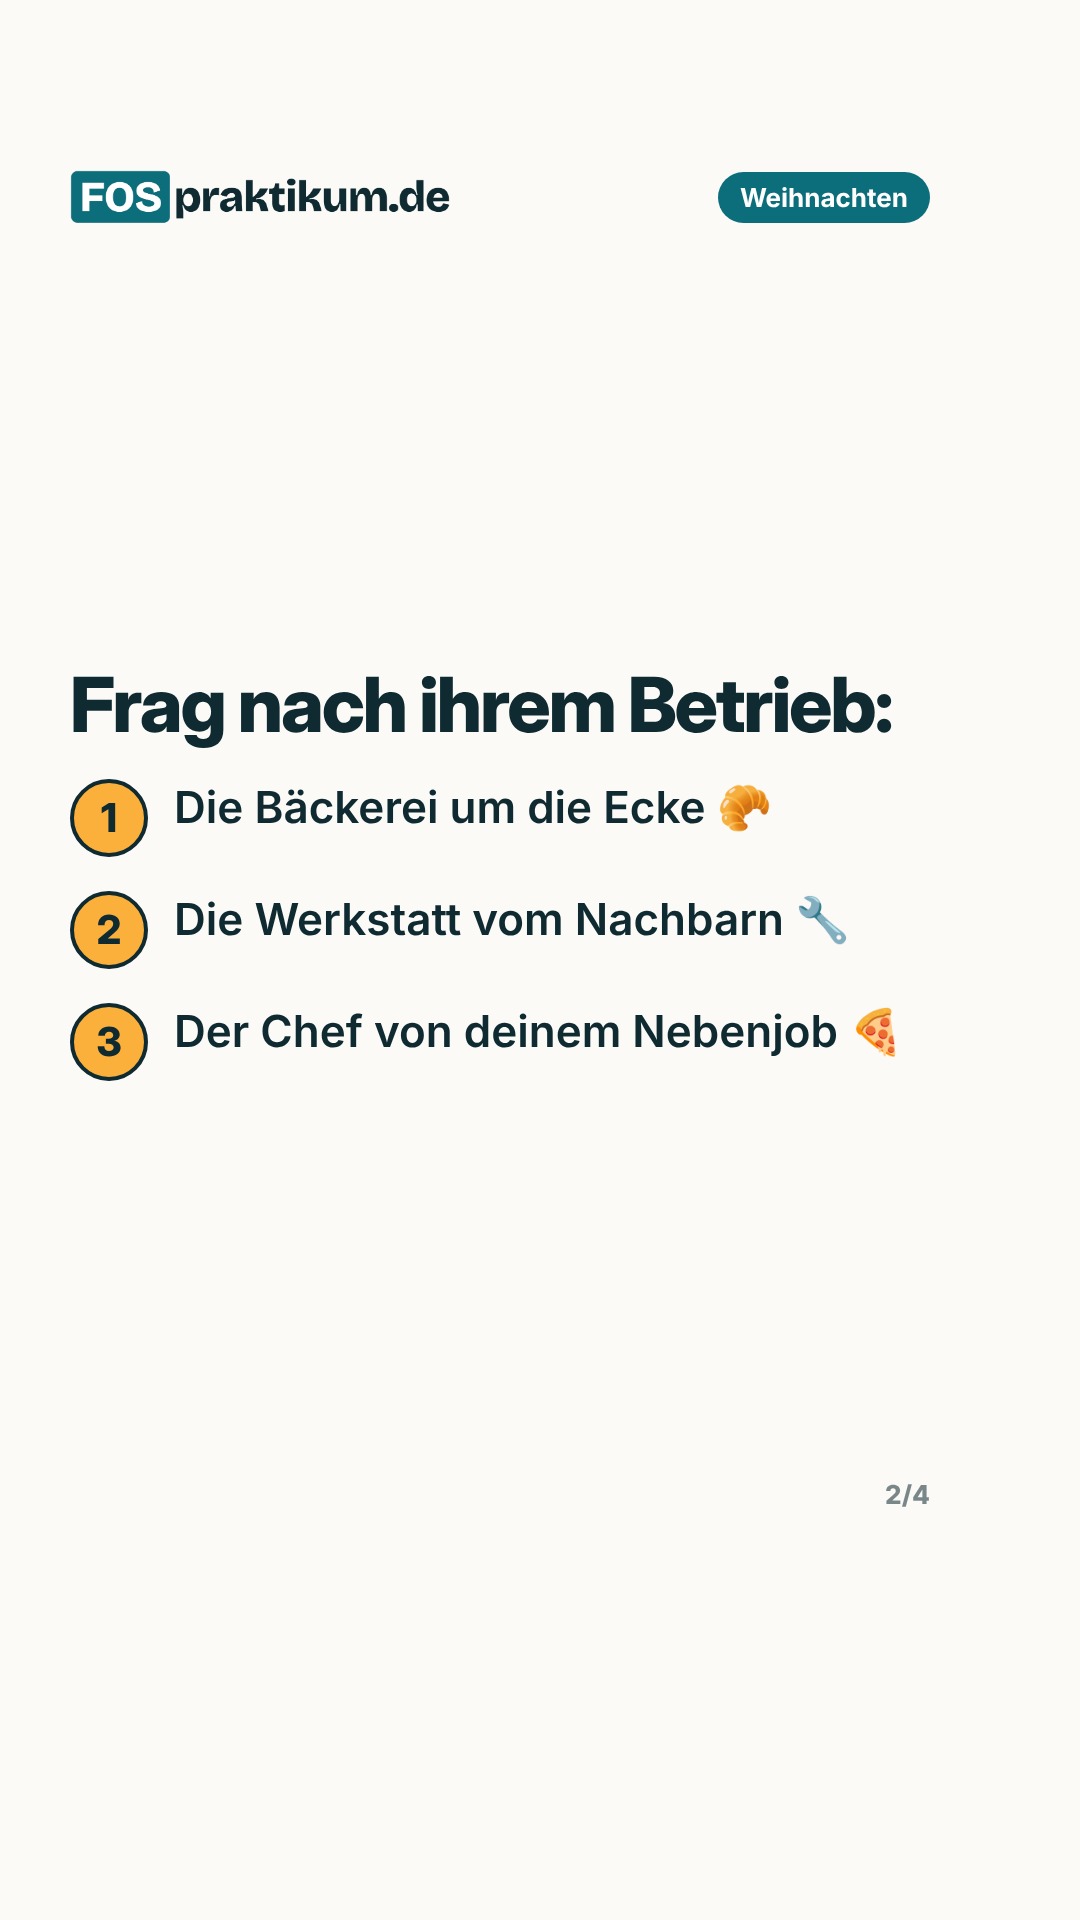 FOSpraktikum.de
Weihnachten
Frag nach ihrem Betrieb:
1 Die Bäckerei um die Ecke 🥐
2 Die Werkstatt vom Nachbarn 🔧
3 Der Chef von deinem Nebenjob 🍕
2/4